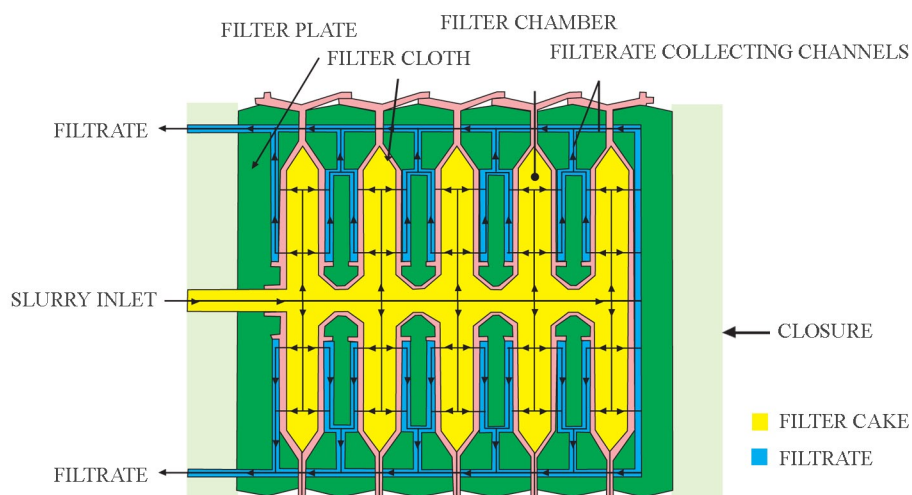 FILTER CHAMBER
FILTER PLATE
FILTERATE COLLECTING CHANNELS
FILTER CLOTH
FILTRATE
SLURRY INLET
CLOSURE
FILTER CAKE
FILTRATE
FILTRATE